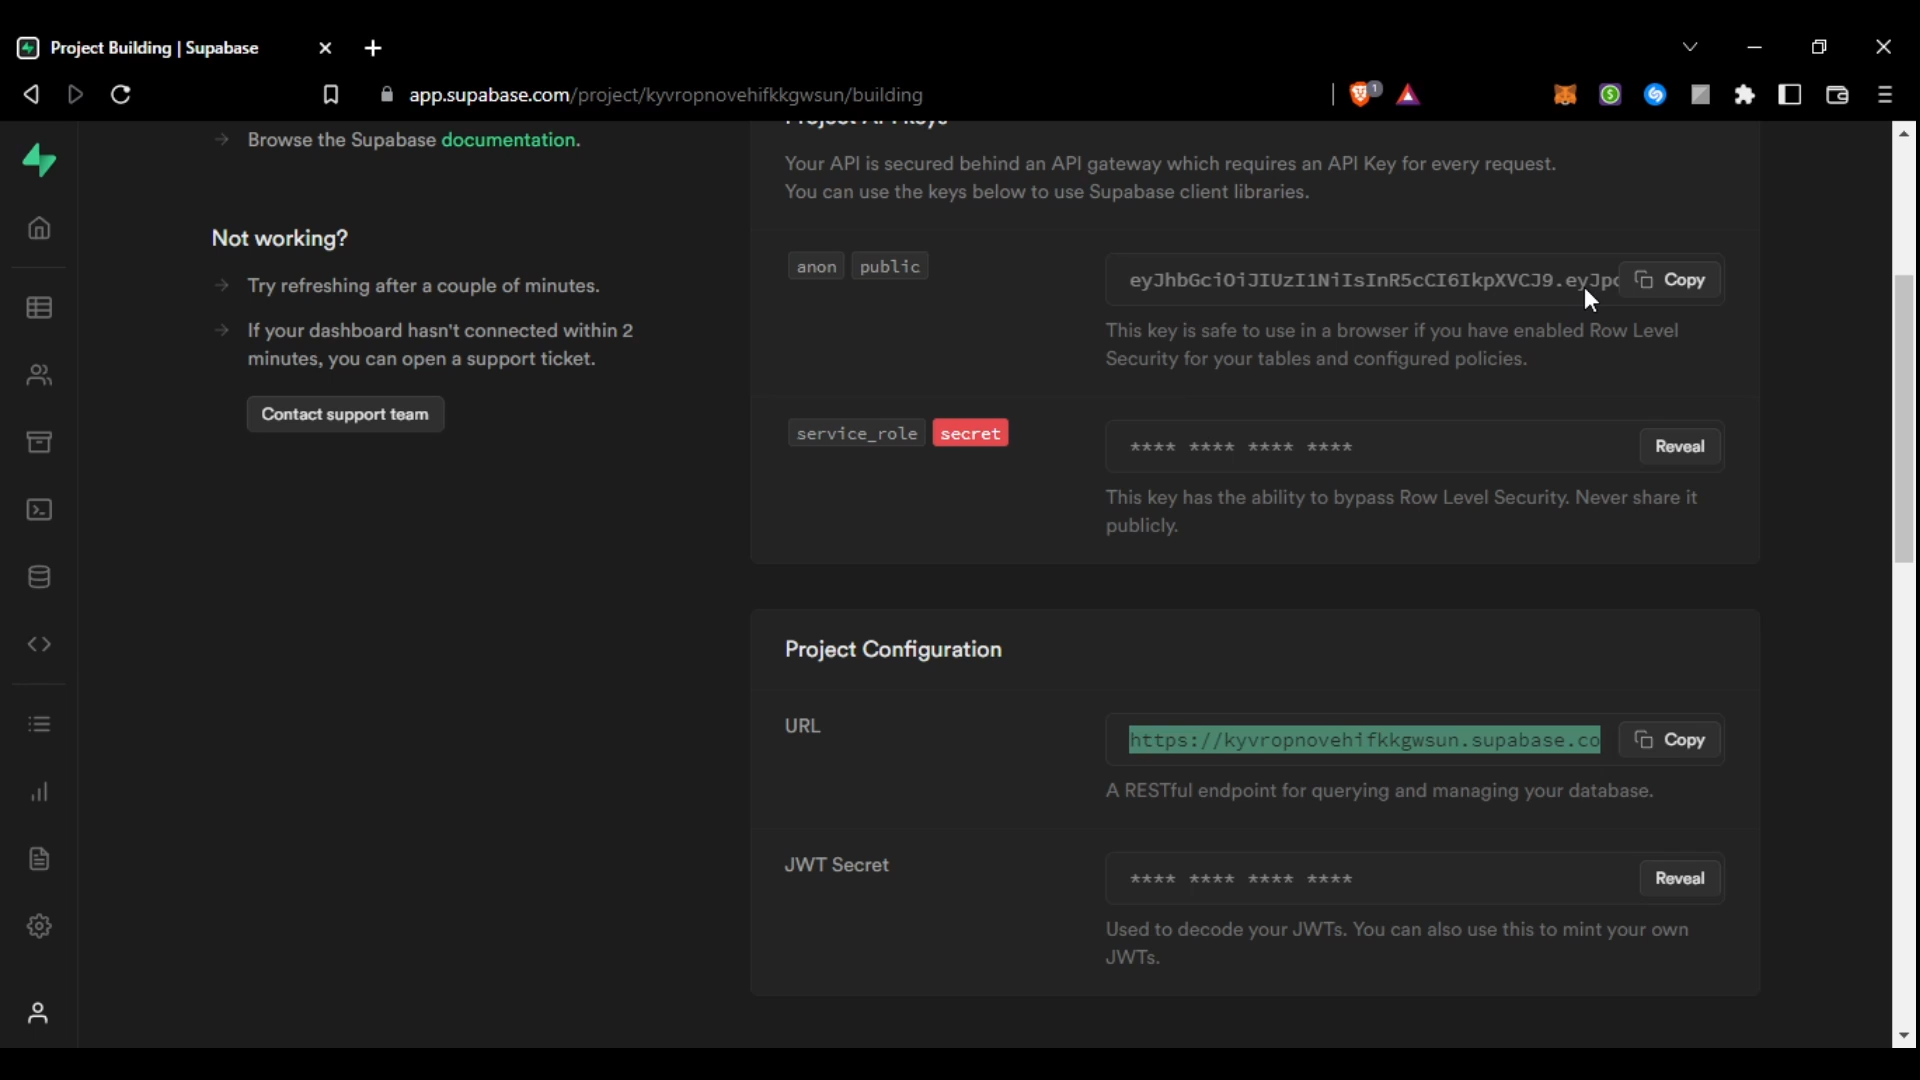 Project Building | Supabase
app.supabase.com/project/kyvropnovehifkkgwsun/building
1
Browse the Supabase documentation.
Not working?
Try refreshing after a couple of minutes.
If your dashboard hasn't connected within 2
minutes, you can open a support ticket.
Contact support team
Project API Keys
Your API is secured behind an API gateway which requires an API Key for every request.
You can use the keys below to use Supabase client libraries.
anon public
eyJhbGciOiJIUzI1NiIsInR5cCI6IkpXVCJ9.eyJpc Copy
This key is safe to use in a browser if you have enabled Row Level
Security for your tables and configured policies.
service_role secret
**** **** **** **** Reveal
This key has the ability to bypass Row Level Security. Never share it
publicly.
Project Configuration
URL
https://kyvropnovehifkkgwsun.supabase.co Copy
A RESTful endpoint for querying and managing your database.
JWT Secret
**** **** **** **** Reveal
Used to decode your JWTs. You can also use this to mint your own
JWTs.